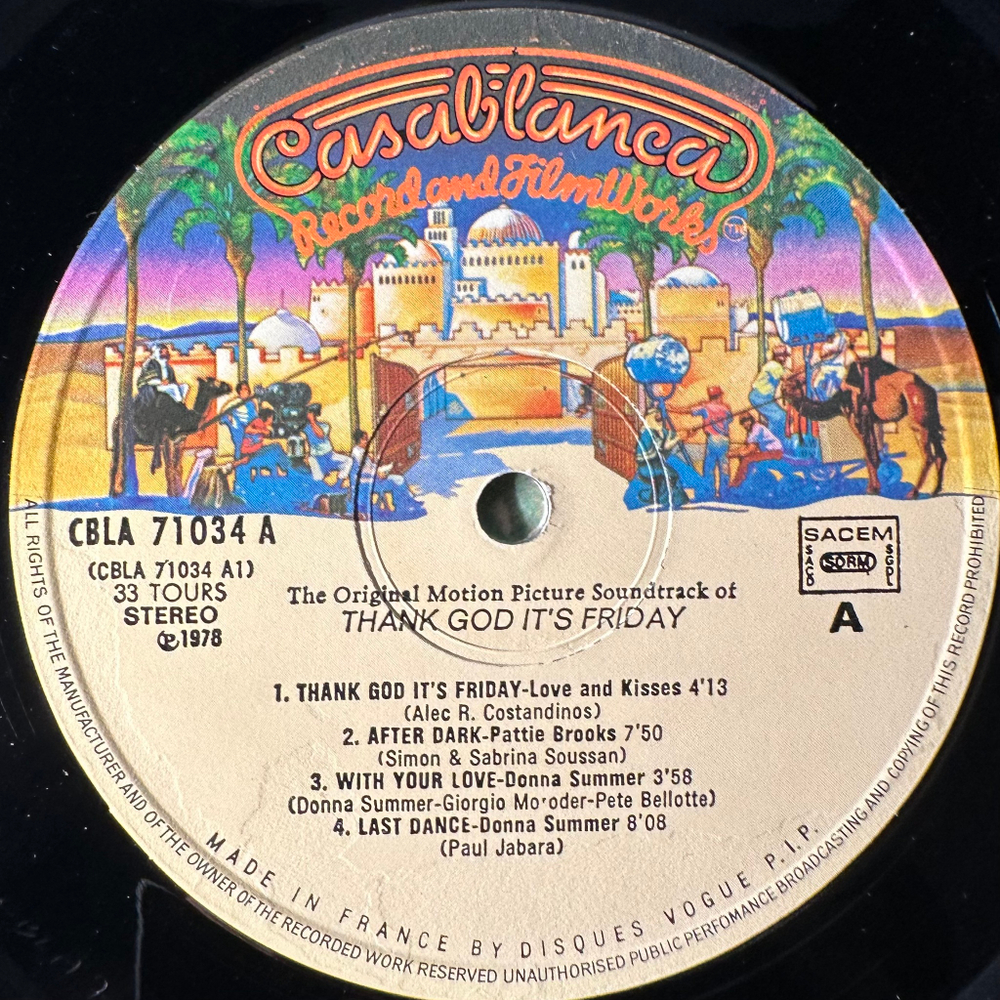 Casablanca
Record and FilmWorks TM
CBLA 71034 A
(CBLA 71034 A1)
33 TOURS
STEREO
℗1978
SACEM
SACD SDRM SGDL
A
The Original Motion Picture Soundtrack of
THANK GOD IT'S FRIDAY
1. THANK GOD IT'S FRIDAY-Love and Kisses 4'13
(Alec R. Costandinos)
2. AFTER DARK-Pattie Brooks 7'50
(Simon & Sabrina Soussan)
3. WITH YOUR LOVE-Donna Summer 3'58
(Donna Summer-Giorgio Moroder-Pete Bellotte)
4. LAST DANCE-Donna Summer 8'08
(Paul Jabara)
MADE IN FRANCE BY DISQUES VOGUE P.I.P.
ALL RIGHTS OF THE MANUFACTURER AND OF THE OWNER OF THE RECORDED WORK RESERVED UNAUTHORISED PUBLIC PERFOMANCE BROADCASTING AND COPYING OF THIS RECORD PROHIBITED